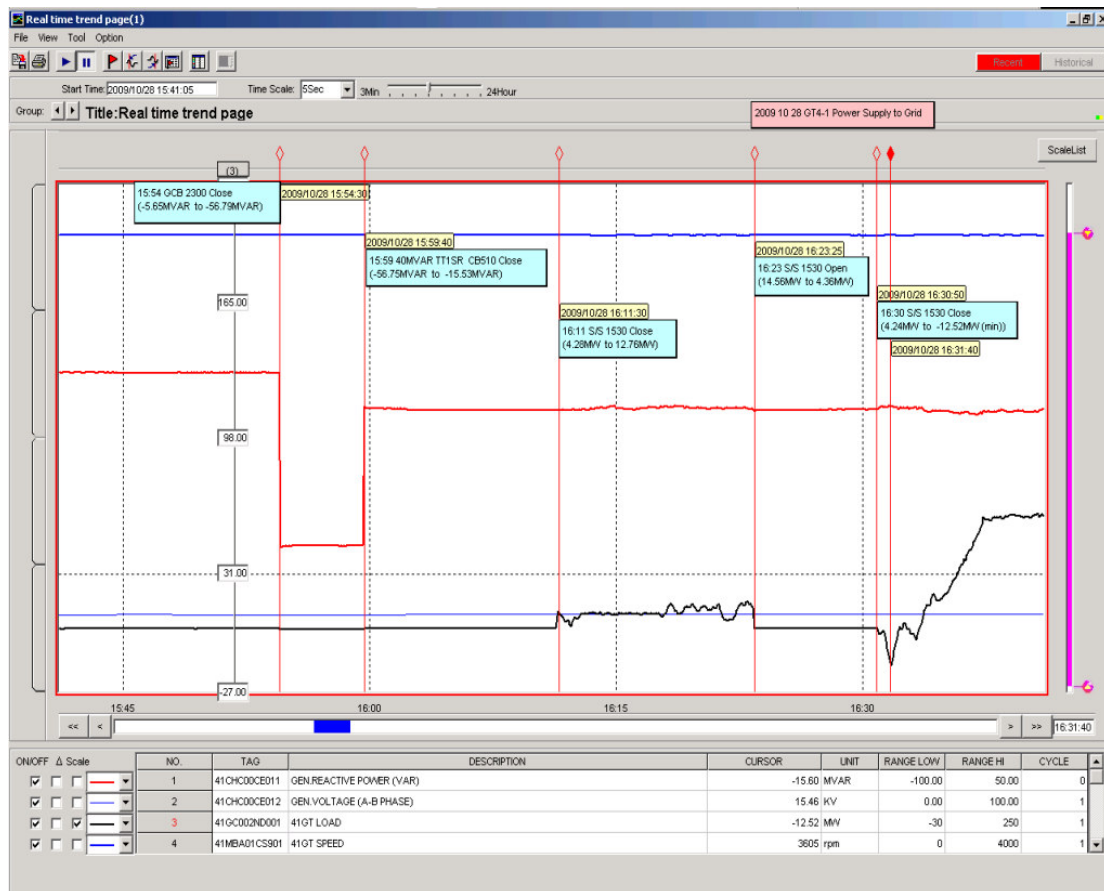 Real time trend page(1)
File View Tool Option
Recent Historical
Start Time: 2009/10/28 15:41:05 Time Scale: 5Sec 3Min 24Hour
Group: Title:Real time trend page
2009 10 28 GT4-1 Power Supply to Grid
ScaleList
(3)
15:54 GCB 2300 Close
(-5.65MVAR to -56.79MVAR)
2009/10/28 15:54:30
2009/10/28 15:59:40
15:59 40MVAR TT1SR CB510 Close
(-56.75MVAR to -15.53MVAR)
2009/10/28 16:11:30
16:11 S/S 1530 Close
(4.28MW to 12.76MW)
2009/10/28 16:23:25
16:23 S/S 1530 Open
(14.56MW to 4.36MW)
2009/10/28 16:30:50
16:30 S/S 1530 Close
(4.24MW to -12.52MW (min))
2009/10/28 16:31:40
165.00
98.00
31.00
-27.00
15:45 16:00 16:15 16:30
<< < > >> 16:31:40
ON/OFF Δ Scale NO. TAG DESCRIPTION CURSOR UNIT RANGE LOW RANGE HI CYCLE
1 41CHC00CE011 GEN.REACTIVE POWER (VAR) -15.60 MVAR -100.00 50.00 0
2 41CHC00CE012 GEN.VOLTAGE (A-B PHASE) 15.46 KV 0.00 100.00 1
3 41GC002ND001 41GT LOAD -12.52 MW -30 250 1
4 41MBA01CS901 41GT SPEED 3605 rpm 0 4000 1